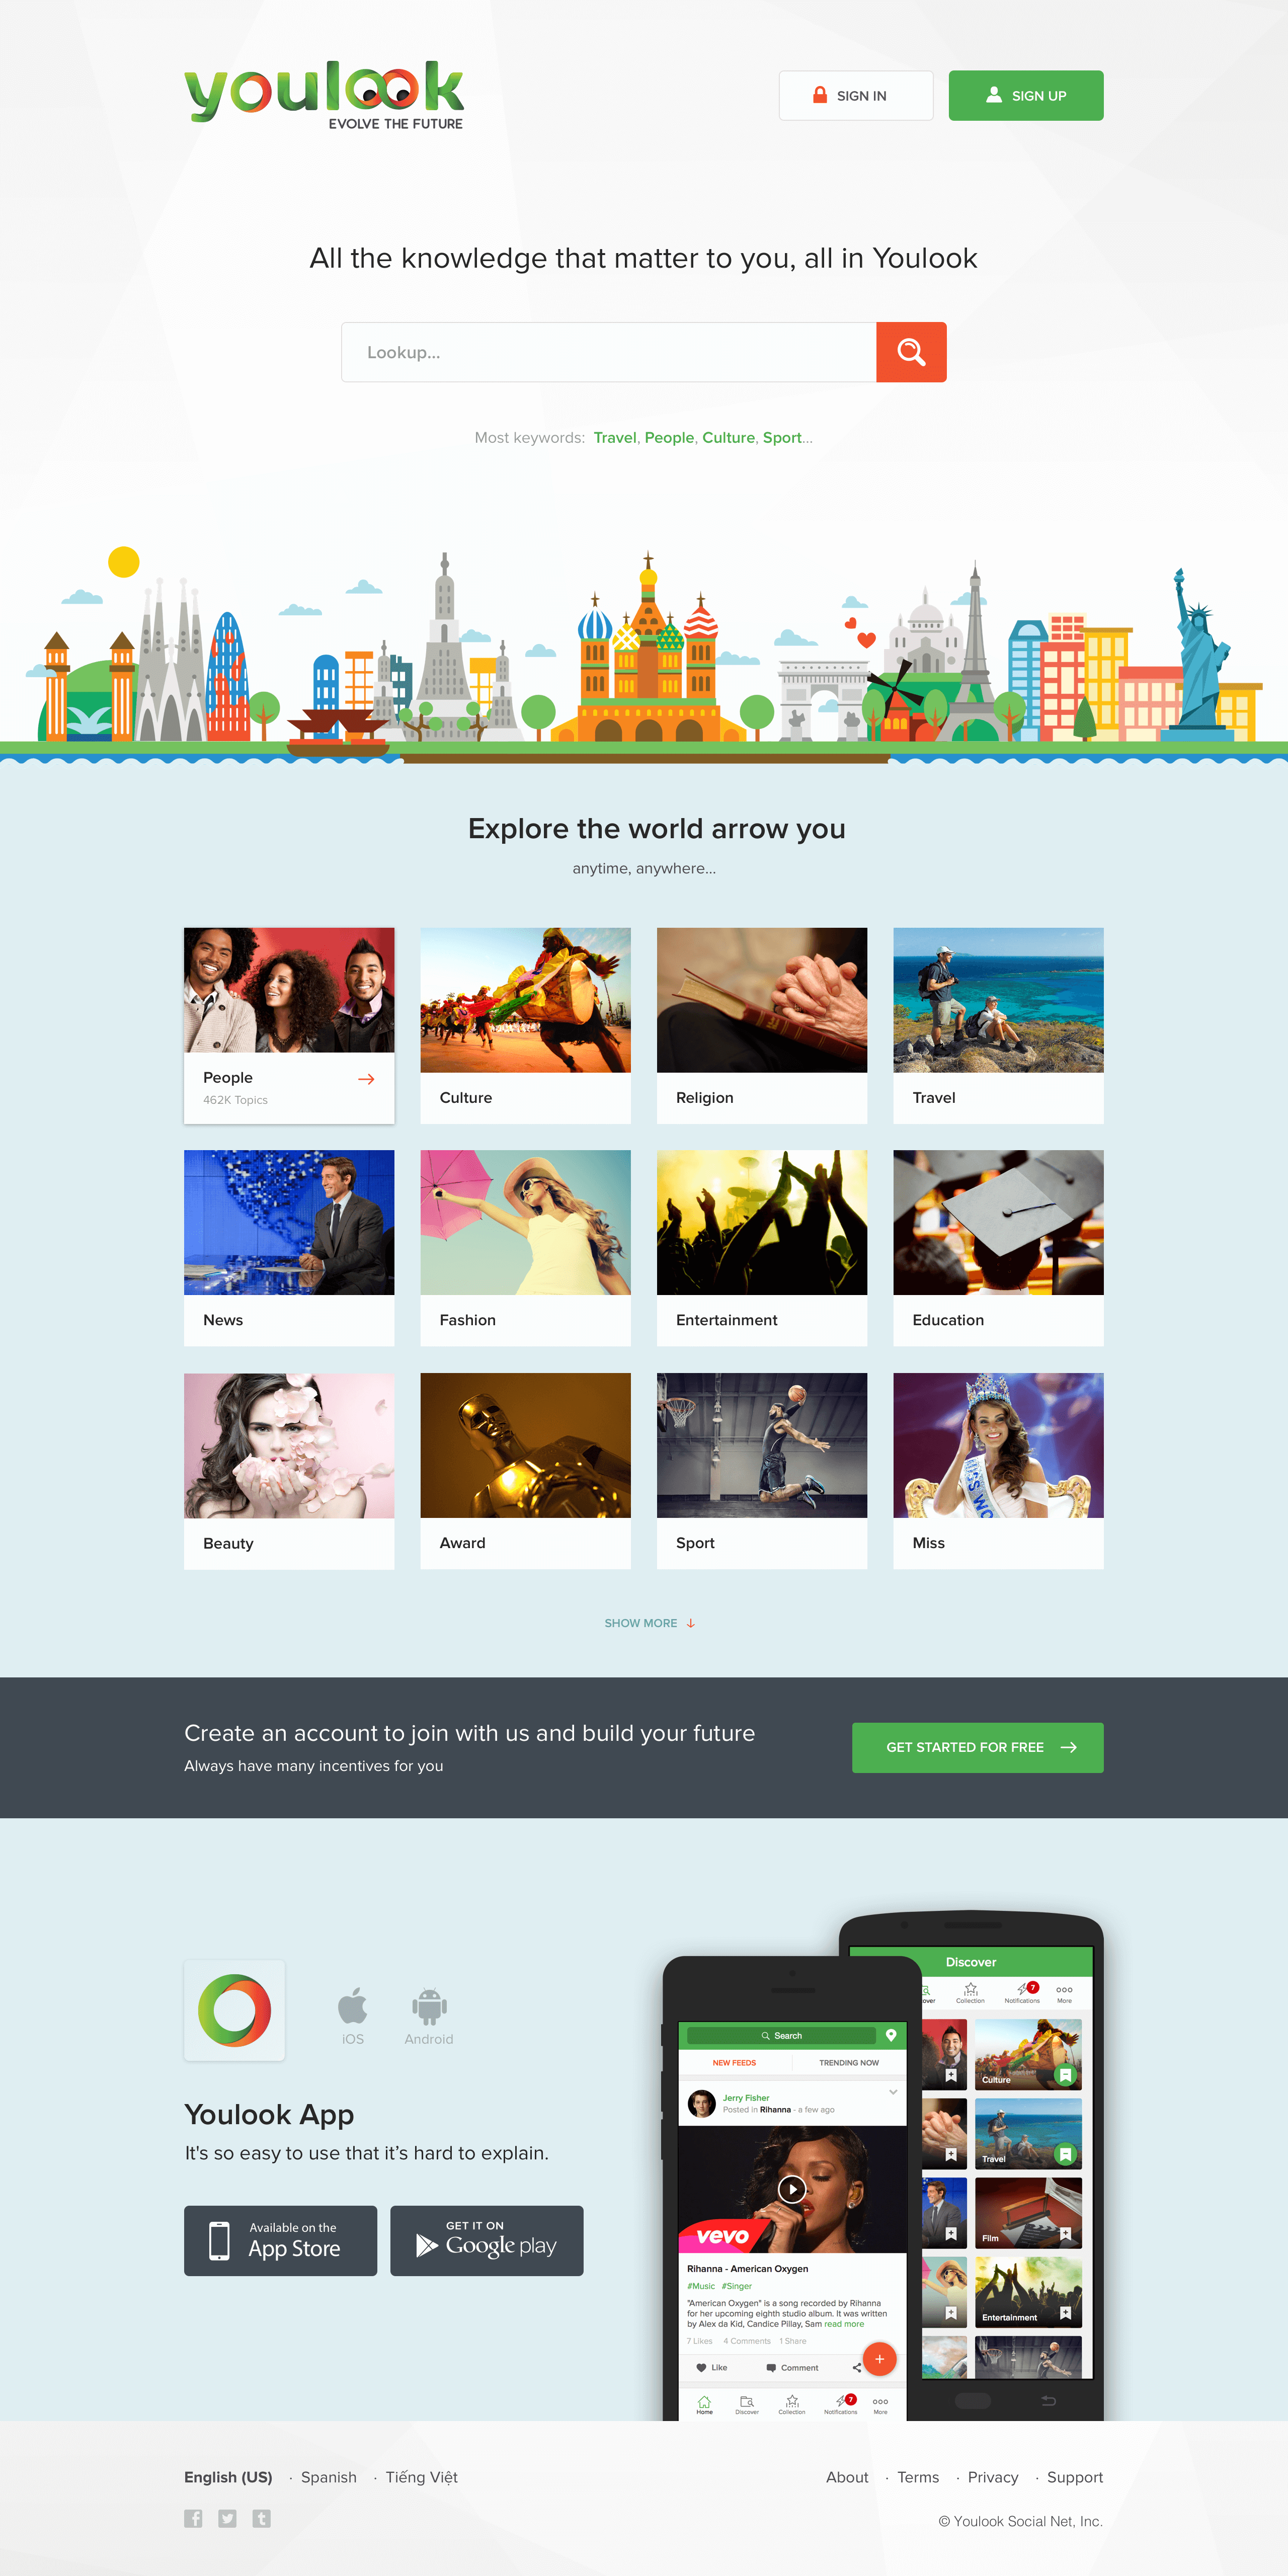 youlook
EVOLVE THE FUTURE
SIGN IN
SIGN UP
All the knowledge that matter to you, all in Youlook
Lookup...
Most keywords: Travel, People, Culture, Sport...
Explore the world arrow you
anytime, anywhere...
People
462K Topics
Culture
Religion
Travel
News
Fashion
Entertainment
Education
Beauty
Award
Sport
MISS WO
Miss
SHOW MORE
Create an account to join with us and build your future
Always have many incentives for you
GET STARTED FOR FREE
iOS
Android
Youlook App
It's so easy to use that it’s hard to explain.
Available on the
App Store
GET IT ON
Google play
Discover
over
Collection
Notifications
7
More
Culture
Travel
Film
Entertainment
Search
NEW FEEDS
TRENDING NOW
Jerry Fisher
Posted in Rihanna - a few ago
vevo
Rihanna - American Oxygen
#Music #Singer
"American Oxygen" is a song recorded by Rihanna
for her upcoming eighth studio album. It was written
by Alex da Kid, Candice Pillay, Sam read more
7 Likes 4 Comments 1 Share
Like
Comment
Home
Discover
Collection
Notifications
7
More
English (US) · Spanish · Tiếng Việt
About · Terms · Privacy · Support
© Youlook Social Net, Inc.